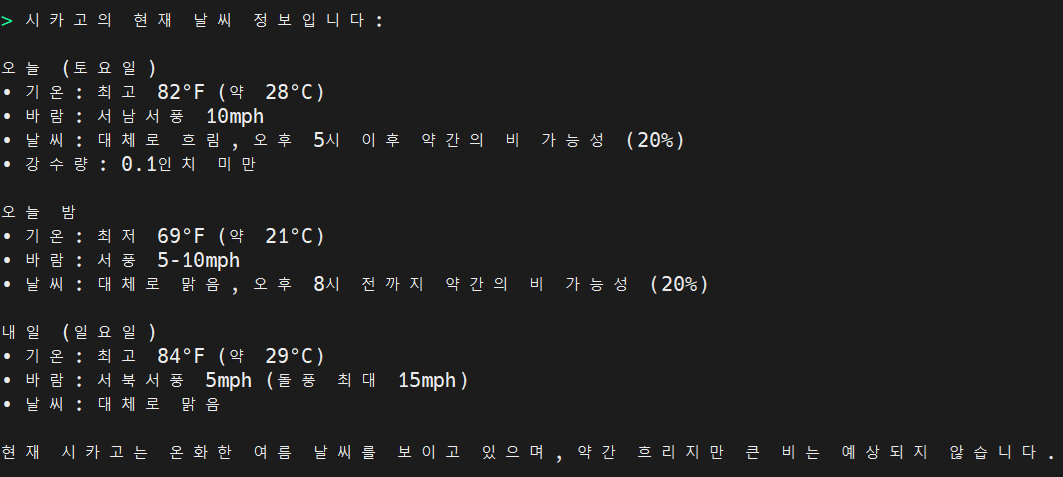 > 시카고의 현재 날씨 정보입니다:
오늘 (토요일)
• 기온: 최고 82°F (약 28°C)
• 바람: 서남서풍 10mph
• 날씨: 대체로 흐림, 오후 5시 이후 약간의 비 가능성 (20%)
• 강수량: 0.1인치 미만
오늘 밤
• 기온: 최저 69°F (약 21°C)
• 바람: 서풍 5-10mph
• 날씨: 대체로 맑음, 오후 8시 전까지 약간의 비 가능성 (20%)
내일 (일요일)
• 기온: 최고 84°F (약 29°C)
• 바람: 서북서풍 5mph (돌풍 최대 15mph)
• 날씨: 대체로 맑음
현재 시카고는 온화한 여름 날씨를 보이고 있으며, 약간 흐리지만 큰 비는 예상되지 않습니다.